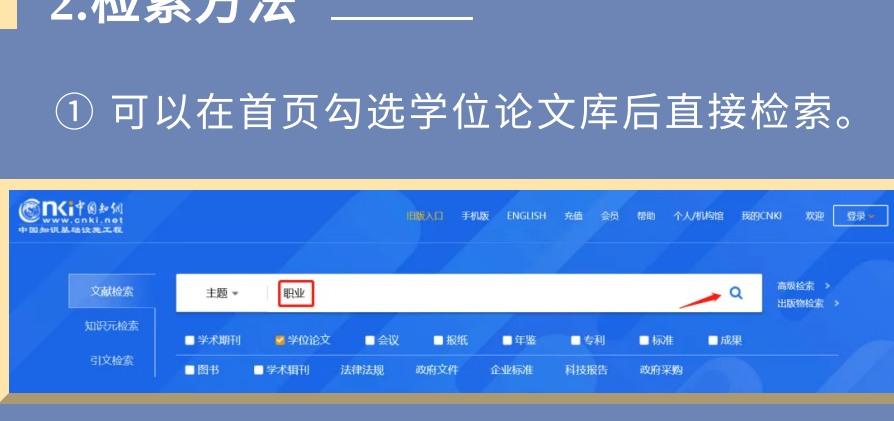 2.检索方法
① 可以在首页勾选学位论文库后直接检索。
cnki中国知网
www.cnki.net
中国知识基础设施工程
旧版入口 手机版 ENGLISH 充值 会员 帮助 个人/机构馆 我的CNKI 欢迎 登录
文献检索 主题 职业 高级检索 >
出版物检索 >
知识元检索
学术期刊 学位论文 会议 报纸 年鉴 专利 标准 成果
引文检索
图书 学术辑刊 法律法规 政府文件 企业标准 科技报告 政府采购